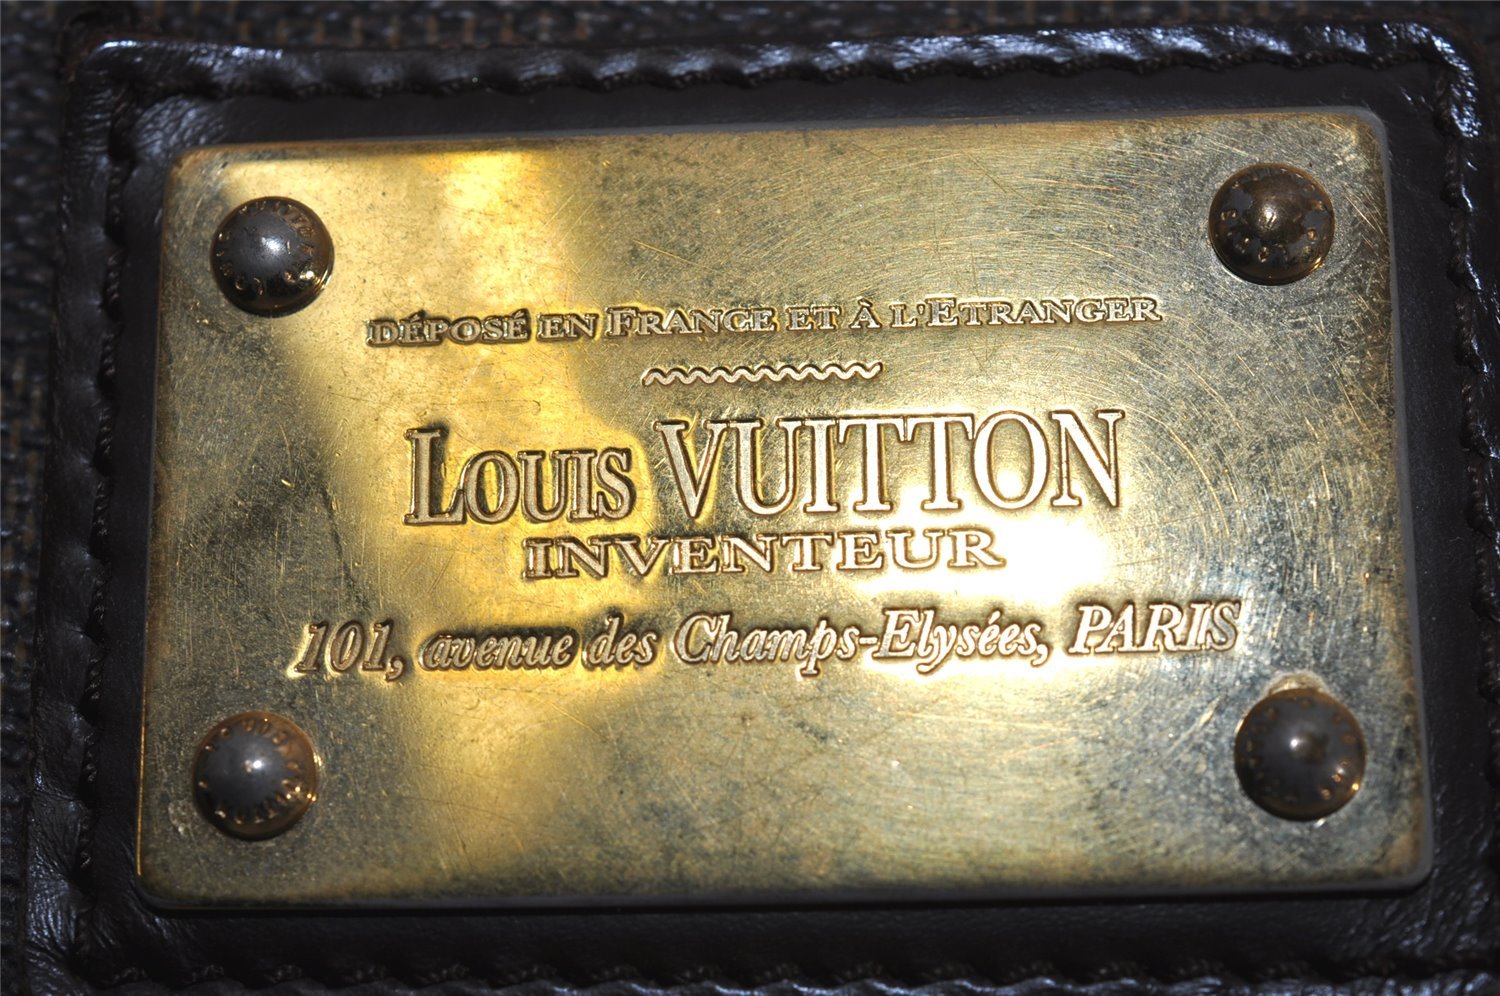 DÉPOSÉ EN FRANCE ET À L'ETRANGER
LOUIS VUITTON
INVENTEUR
101, avenue des Champs-Elysées, PARIS